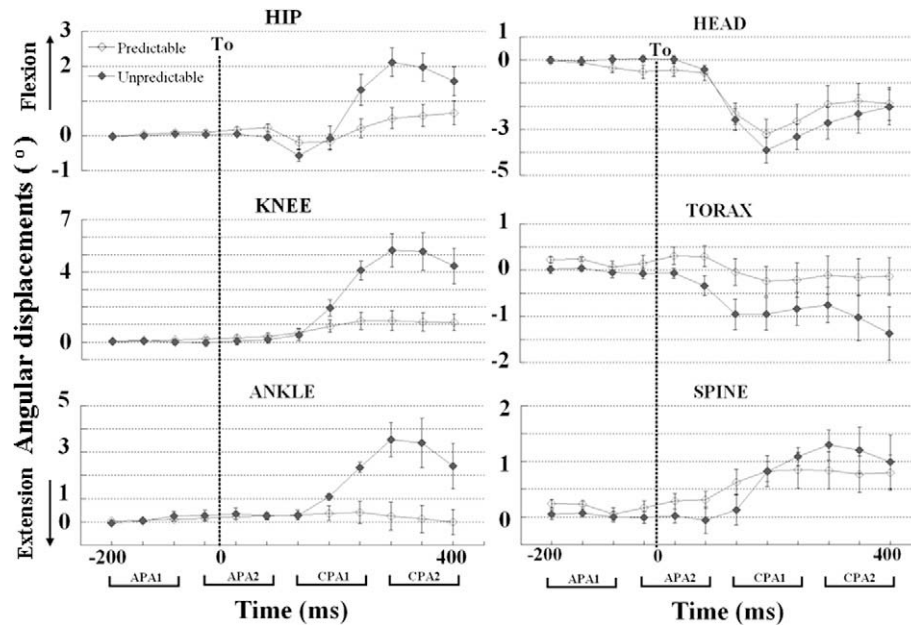 HIP
3
2
1
0
-1
To
Predictable
Unpredictable
Flexion
HEAD
0
-1
-3
-5
To
KNEE
7
4
2
0
TORAX
1
0
-1
-2
ANKLE
5
3
1
0
SPINE
2
1
0
Extension Angular displacements ( º )
-200 0 400
APA1 APA2 CPA1 CPA2
Time (ms)
-200 0 400
APA1 APA2 CPA1 CPA2
Time (ms)